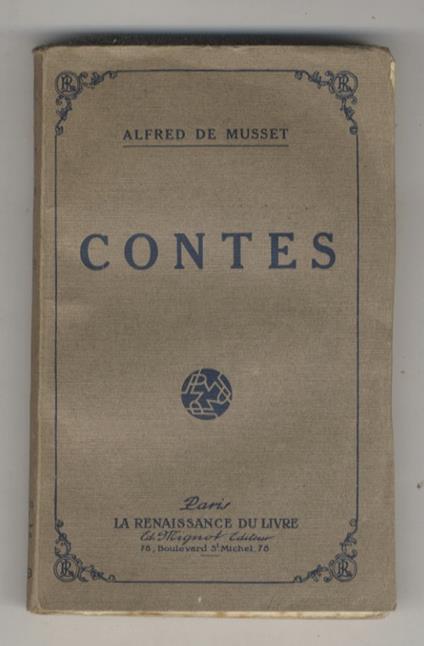 ALFRED DE MUSSET
CONTES
Paris
LA RENAISSANCE DU LIVRE
Ed. Mignot Editeur
78, Boulevard St Michel, 78